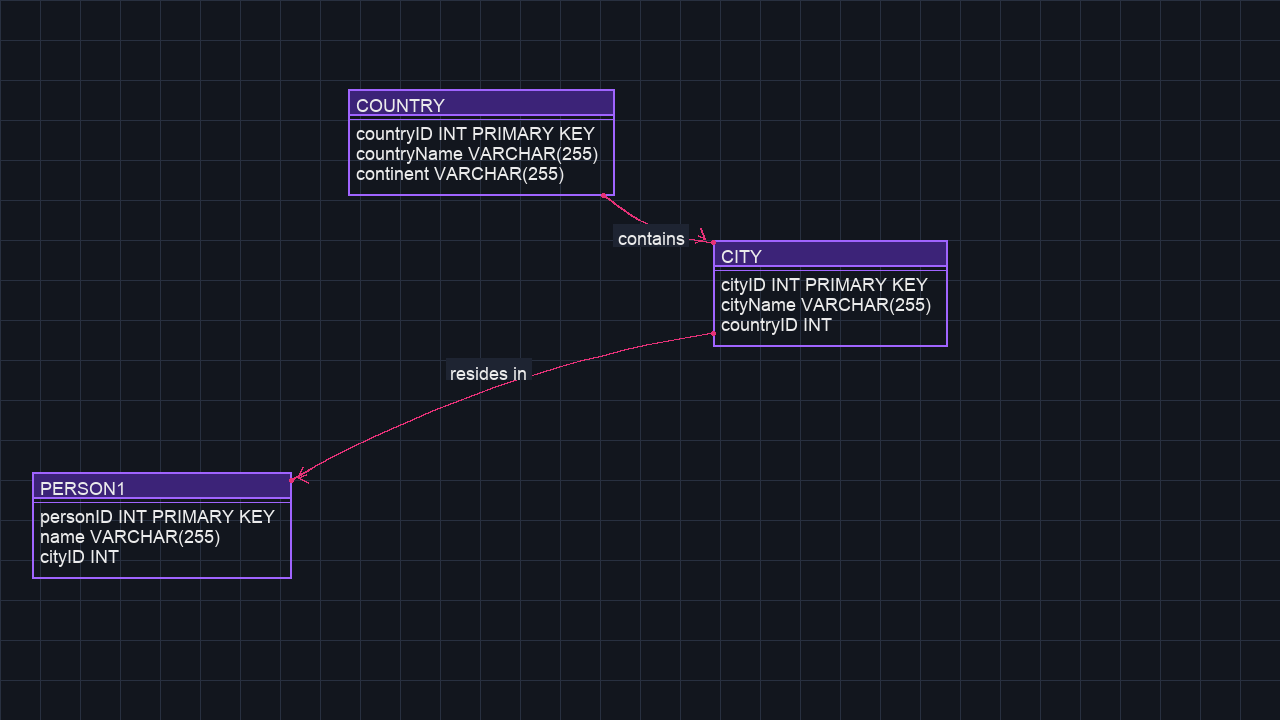 COUNTRY
countryID INT PRIMARY KEY
countryName VARCHAR(255)
continent VARCHAR(255)
contains
CITY
cityID INT PRIMARY KEY
cityName VARCHAR(255)
countryID INT
resides in
PERSON1
personID INT PRIMARY KEY
name VARCHAR(255)
cityID INT